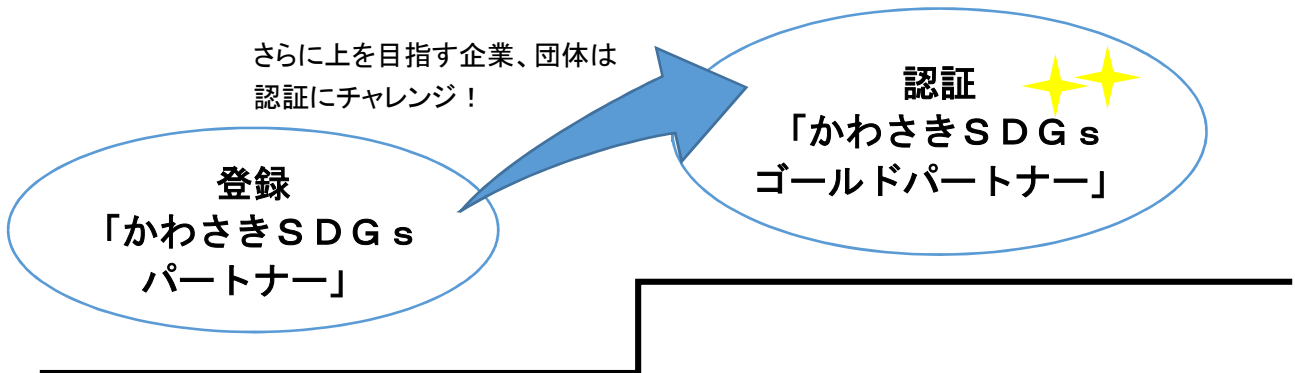 さらに上を目指す企業、団体は
認証にチャレンジ！
認証
「かわさきＳＤＧｓ
ゴールドパートナー」
登録
「かわさきＳＤＧｓ
パートナー」